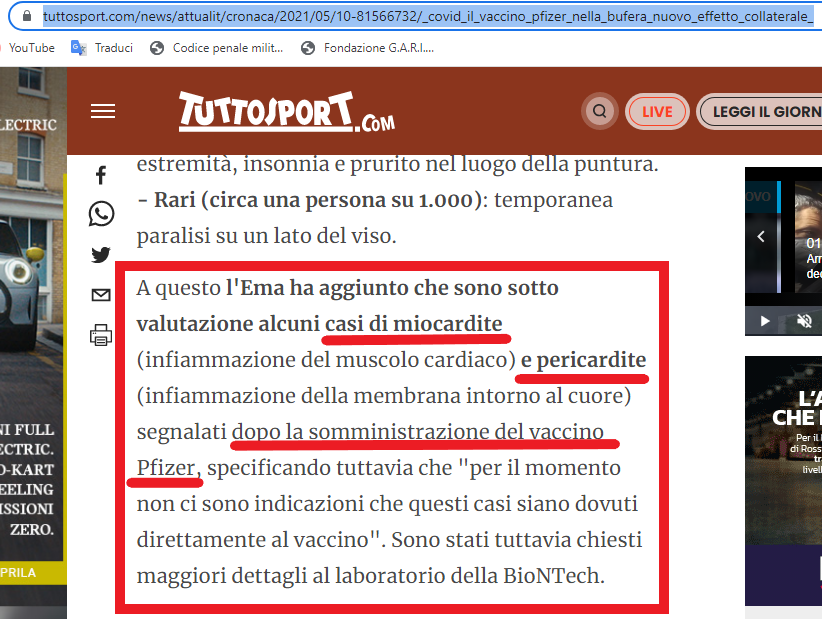 tuttosport.com/news/attualit/cronaca/2021/05/10-81566732/_covid_il_vaccino_pfizer_nella_bufera_nuovo_effetto_collaterale_
YouTube Traduci Codice penale milit... Fondazione G.A.R.I....
TUTTOSPORT.COM
LIVE
LEGGI IL GIORN
ECTRIC
estremità, insonnia e prurito nel luogo della puntura.
- Rari (circa una persona su 1.000): temporanea
paralisi su un lato del viso.
A questo l'Ema ha aggiunto che sono sotto
valutazione alcuni casi di miocardite
(infiammazione del muscolo cardiaco) e pericardite
(infiammazione della membrana intorno al cuore)
segnalati dopo la somministrazione del vaccino
Pfizer, specificando tuttavia che "per il momento
non ci sono indicazioni che questi casi siano dovuti
direttamente al vaccino". Sono stati tuttavia chiesti
maggiori dettagli al laboratorio della BioNTech.
NI FULL
ECTRIC.
O-KART
EELING
ISSIONI
ZERO.
PRILA
OVO
01
Arr
dec
L'A
CHE
Per il
di Ross
tra
livell